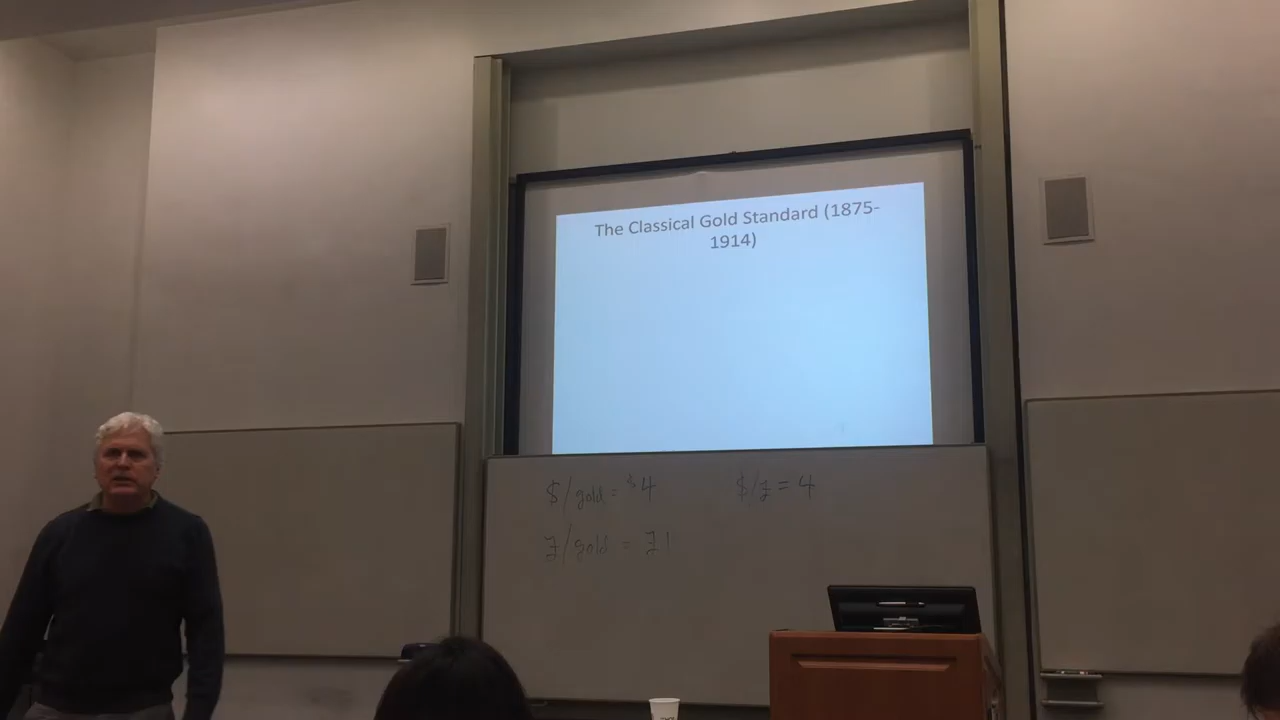 The Classical Gold Standard (1875-
1914)
$/gold = $4
$/£ = 4
£/gold = £1